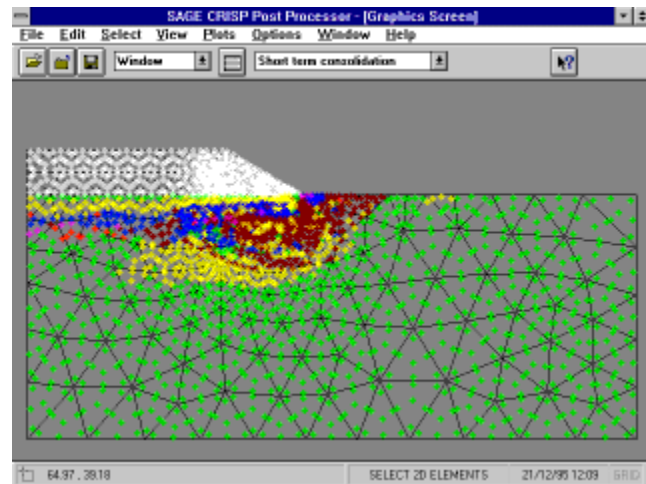 SAGE CRISP Post Processor - [Graphics Screen]
File Edit Select View Plots Options Window Help
Window Short term consolidation
64.97 , 39.18 SELECT 2D ELEMENTS 21/12/95 12:09 GRID